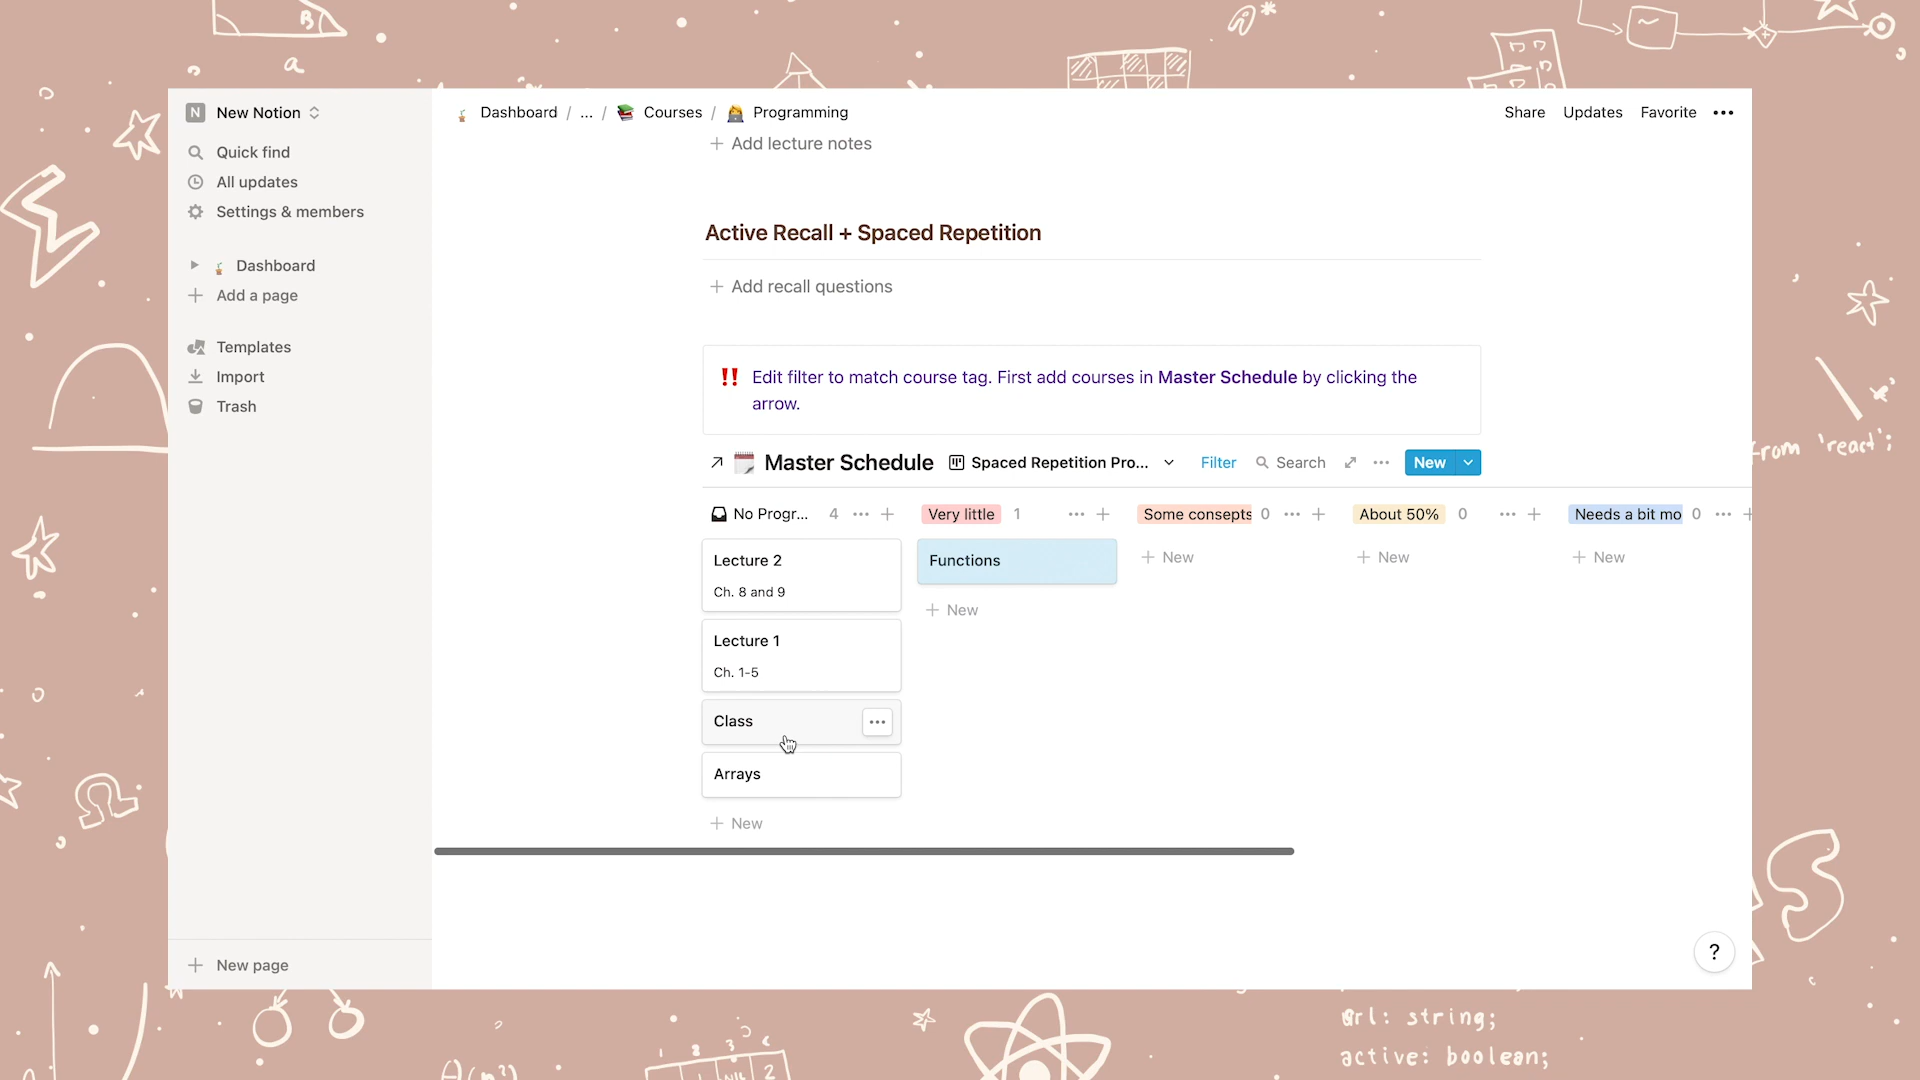 B
a
N New Notion
Dashboard / ... / Courses / Programming
Share Updates Favorite
Quick find
All updates
Settings & members
Dashboard
Add a page
Templates
Import
Trash
New page
+ Add lecture notes
Active Recall + Spaced Repetition
+ Add recall questions
!! Edit filter to match course tag. First add courses in Master Schedule by clicking the
arrow.
Master Schedule Spaced Repetition Pro... Filter Search New
No Progr... 4 Very little 1 Some consepts 0 About 50% 0 Needs a bit mo 0
Lecture 2
Ch. 8 and 9
Lecture 1
Ch. 1-5
Class
Arrays
+ New
Functions
+ New
+ New
+ New
+ New
?
from 'react';
url: string;
active: boolean;
1 2 3
2